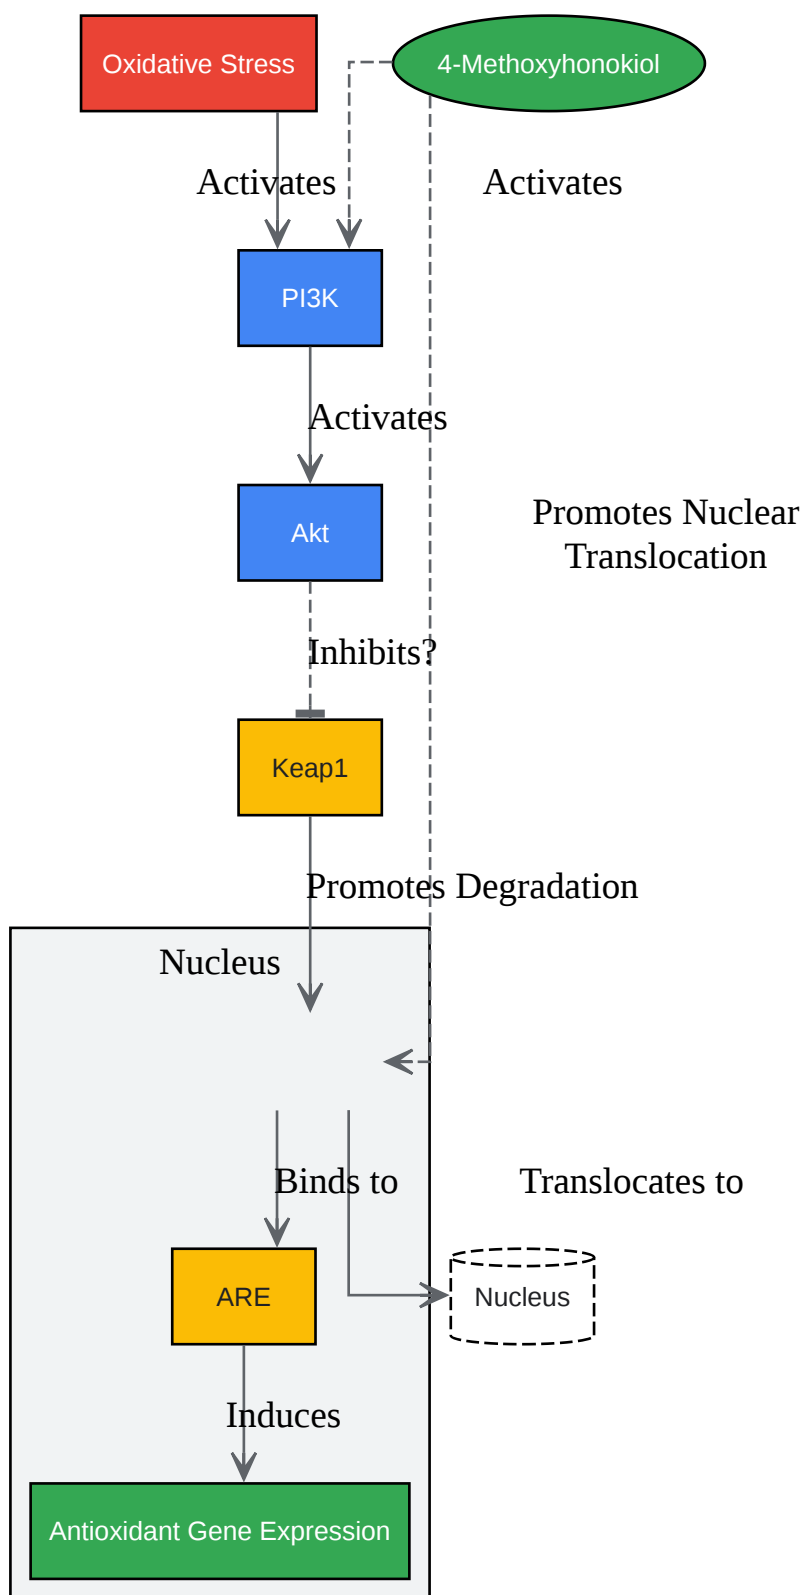 Oxidative Stress
4-Methoxyhonokiol
Activates
Activates
PI3K
Activates
Akt
Promotes Nuclear
Translocation
Inhibits?
Keap1
Promotes Degradation
Nucleus
Binds to
Translocates to
ARE
Nucleus
Induces
Antioxidant Gene Expression